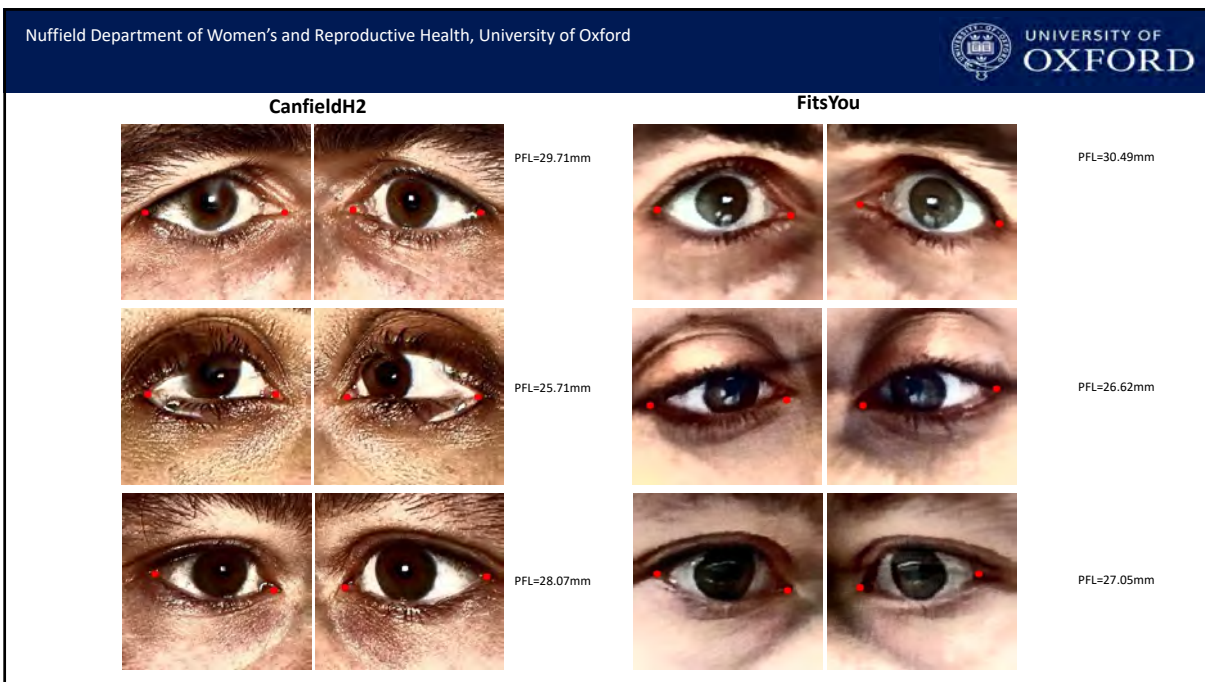 Nuffield Department of Women's and Reproductive Health, University of Oxford
UNIVERSITY OF
OXFORD
CanfieldH2
FitsYou
PFL=29.71mm
PFL=30.49mm
PFL=25.71mm
PFL=26.62mm
PFL=28.07mm
PFL=27.05mm